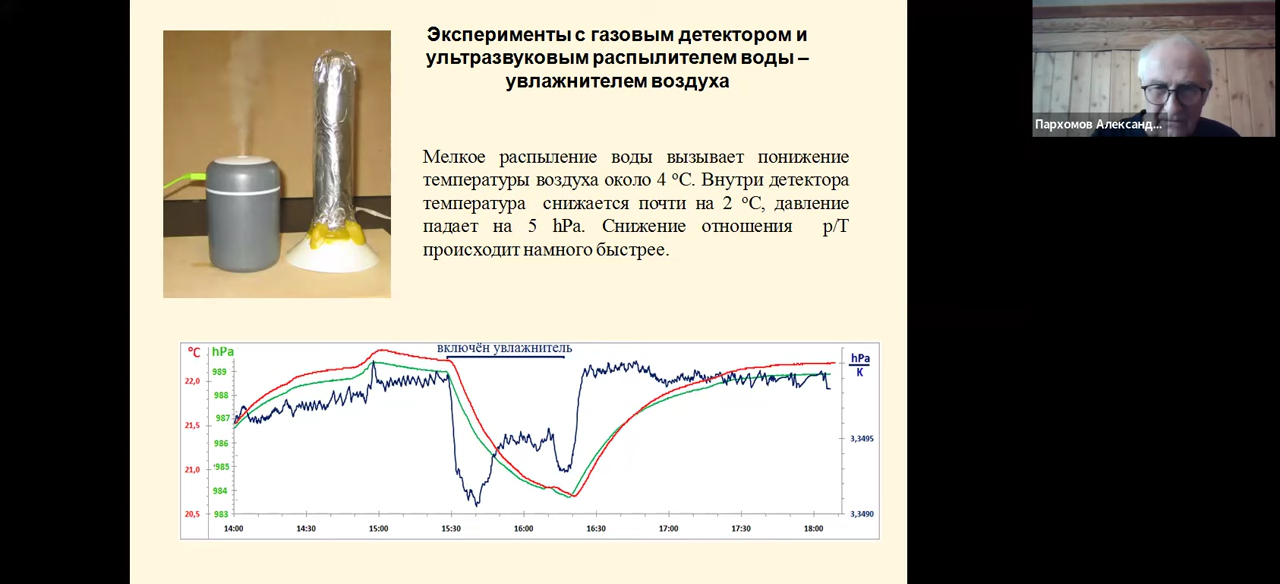 Эксперименты с газовым детектором и
ультразвуковым распылителем воды –
увлажнителем воздуха
Пархомов Александ...
Мелкое распыление воды вызывает понижение
температуры воздуха около 4 °С. Внутри детектора
температура снижается почти на 2 °С, давление
падает на 5 hPa. Снижение отношения p/T
происходит намного быстрее.
включён увлажнитель
°C hPa
hPa
K
989
22,0
988
987
21,5
986
3,3495
985
21,0
984
20,5
983
3,3490
14:00 14:30 15:00 15:30 16:00 16:30 17:00 17:30 18:00